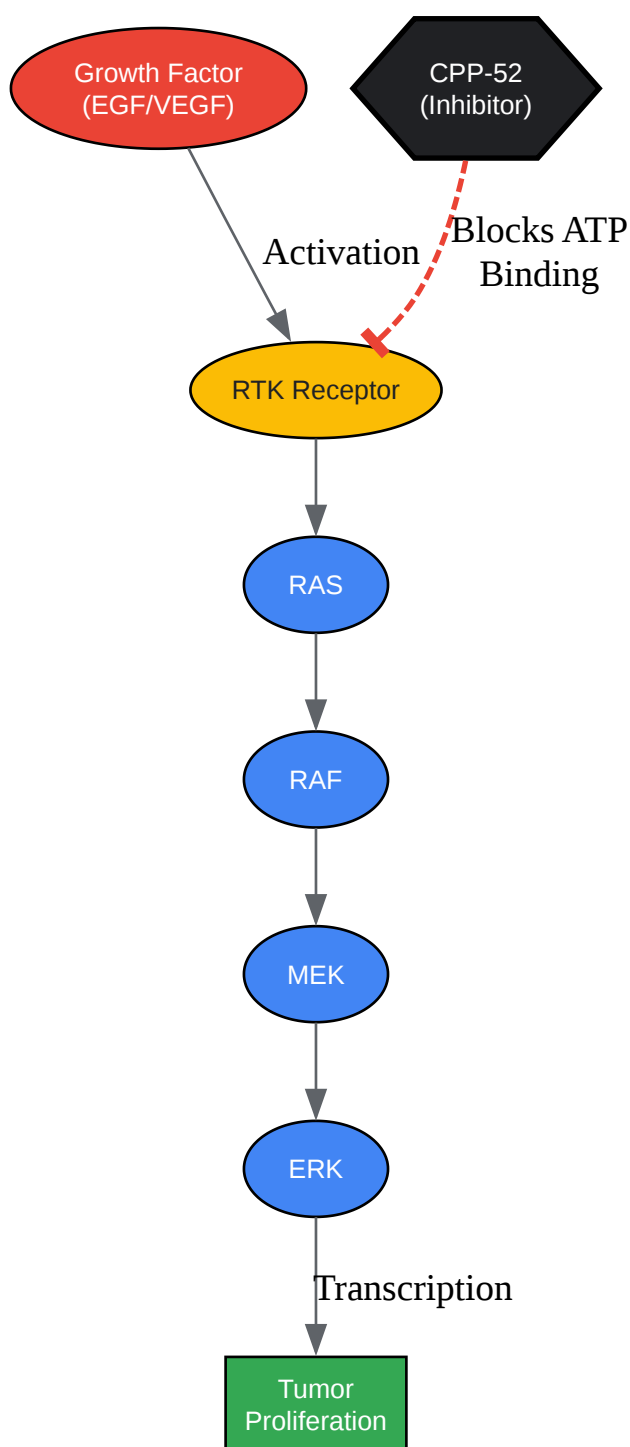 Growth Factor
(EGF/VEGF)
CPP-52
(Inhibitor)
Activation
Blocks ATP
Binding
RTK Receptor
RAS
RAF
MEK
ERK
Transcription
Tumor
Proliferation